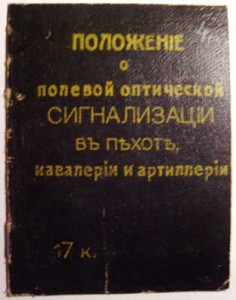 ПОЛОЖЕНІЕ
о
полевой оптической
СИГНАЛИЗАЦІИ
ВЪ ПѢХОТѢ,
кавалеріи и артиллеріи
17 к.